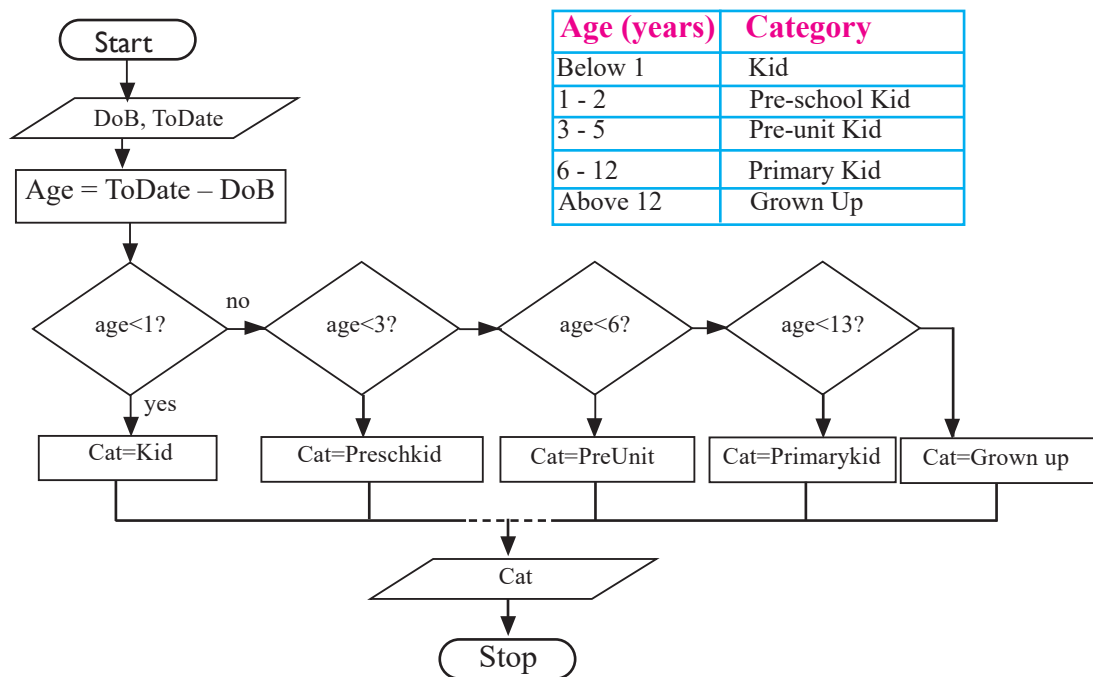 Start
DoB, ToDate
Age = ToDate – DoB
Age (years) Category
Below 1 Kid
1 - 2 Pre-school Kid
3 - 5 Pre-unit Kid
6 - 12 Primary Kid
Above 12 Grown Up
age<1?
no
age<3?
age<6?
age<13?
yes
Cat=Kid
Cat=Preschkid
Cat=PreUnit
Cat=Primarykid
Cat=Grown up
Cat
Stop